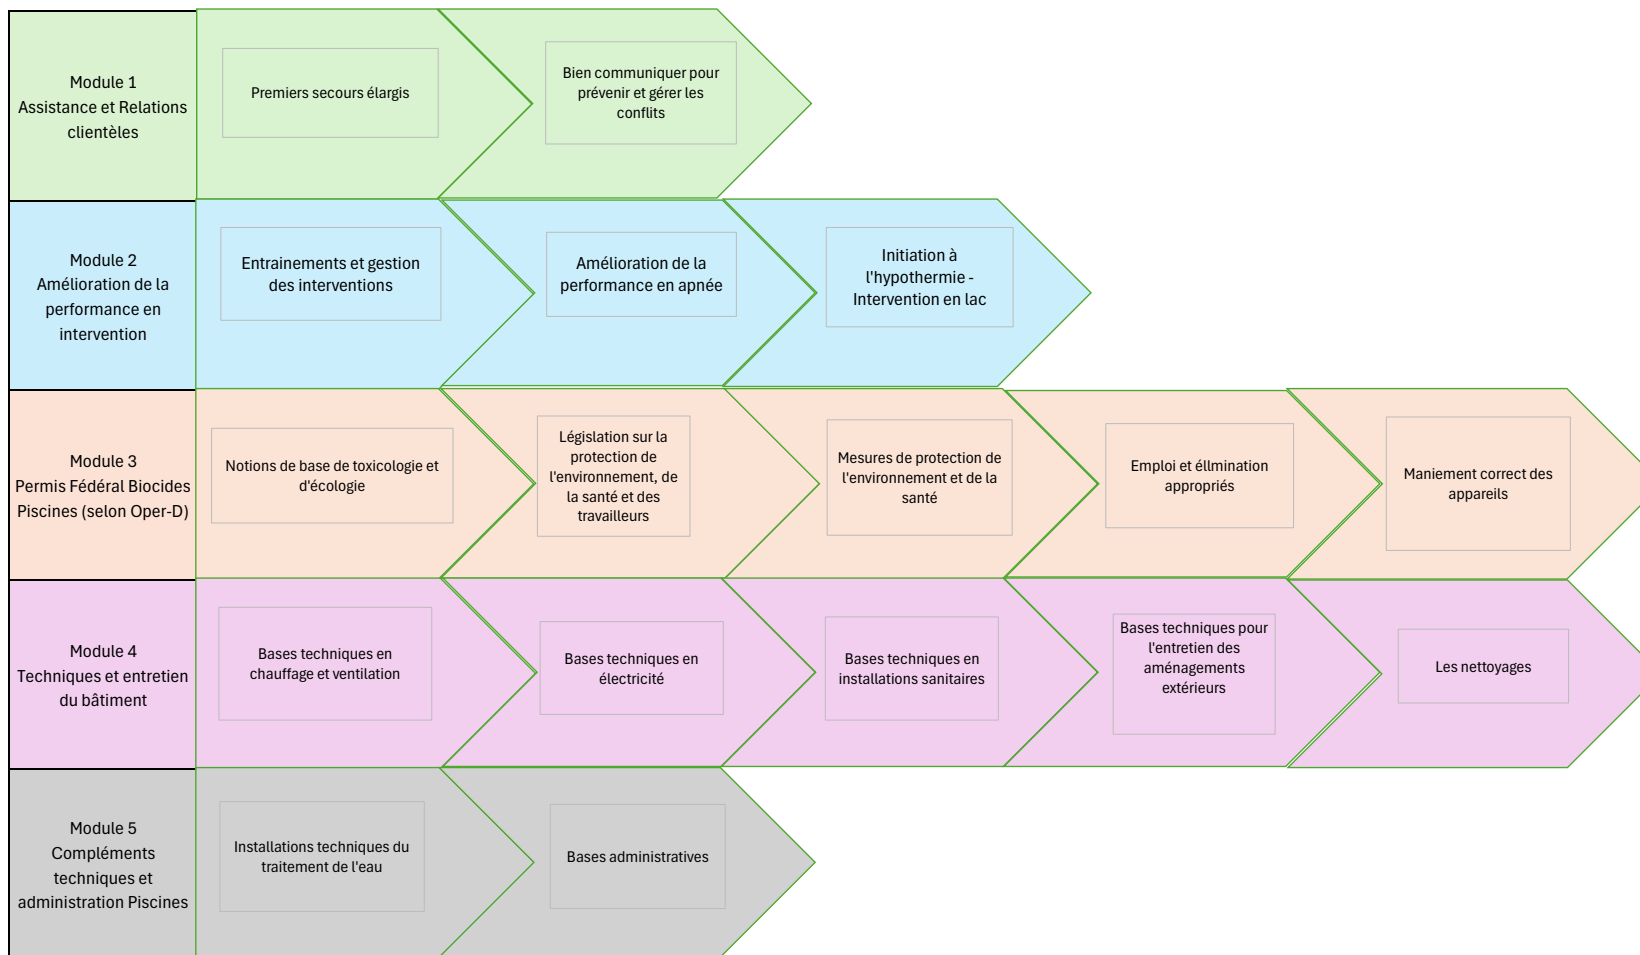 Module 1
Assistance et Relations
clientèles
Premiers secours élargis
Bien communiquer pour
prévenir et gérer les
conflits
Module 2
Amélioration de la
performance en
intervention
Entrainements et gestion
des interventions
Amélioration de la
performance en apnée
Initiation à
l'hypothermie -
Intervention en lac
Module 3
Permis Fédéral Biocides
Piscines (selon Oper-D)
Notions de base de toxicologie et
d'écologie
Législation sur la
protection de
l'environnement, de
la santé et des
travailleurs
Mesures de protection de
l'environnement et de la
santé
Emploi et éllmination
appropriés
Maniement correct des
appareils
Module 4
Techniques et entretien
du bâtiment
Bases techniques en
chauffage et ventilation
Bases techniques en
électricité
Bases techniques en
installations sanitaires
Bases techniques pour
l'entretien des
aménagements
extérieurs
Les nettoyages
Module 5
Compléments
techniques et
administration Piscines
Installations techniques du
traitement de l'eau
Bases administratives